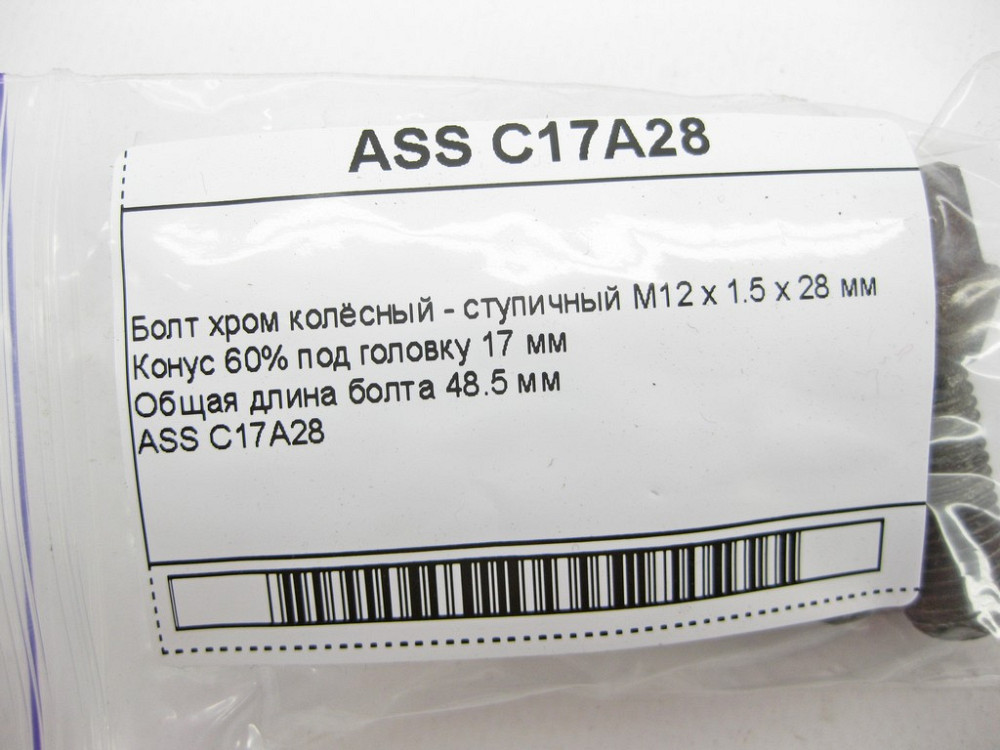 ASS C17A28
Болт хром колёсный - ступичный M12 x 1.5 x 28 мм
Конус 60% под головку 17 мм
Общая длина болта 48.5 мм
ASS C17A28